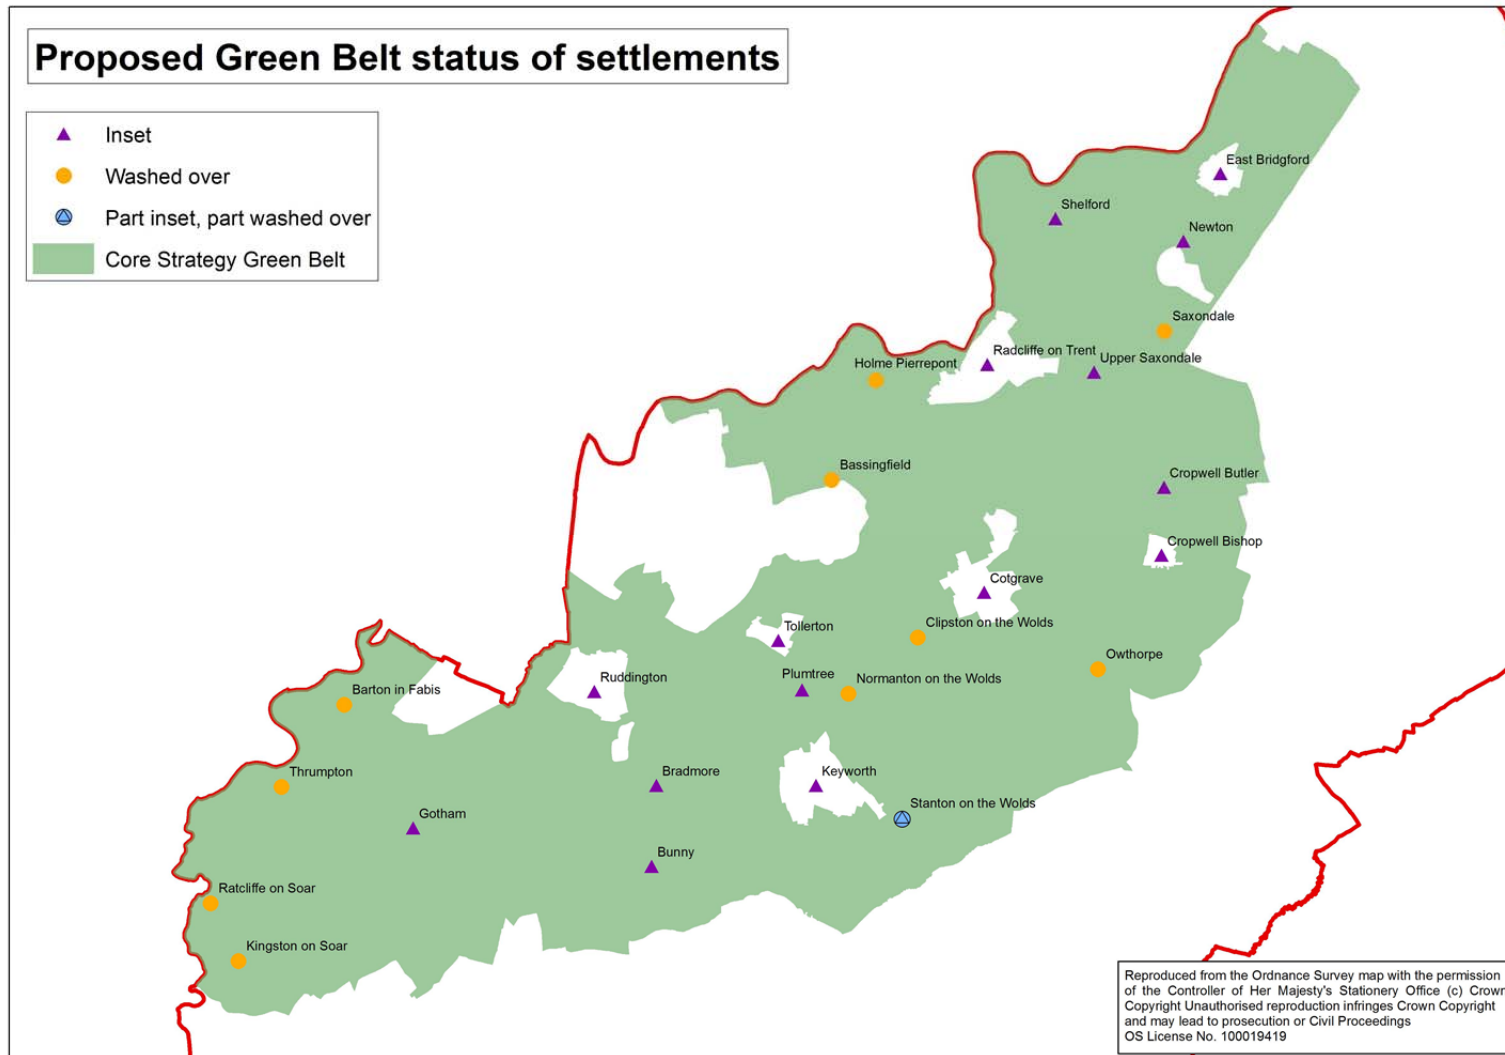 Proposed Green Belt status of settlements
Inset
Washed over
Part inset, part washed over
Core Strategy Green Belt
East Bridgford
Shelford
Newton
Saxondale
Radcliffe on Trent
Upper Saxondale
Holme Pierrepont
Bassingfield
Cropwell Butler
Cropwell Bishop
Cotgrave
Tollerton
Clipston on the Wolds
Owthorpe
Ruddington
Plumtree
Normanton on the Wolds
Barton in Fabis
Thrumpton
Bradmore
Keyworth
Stanton on the Wolds
Gotham
Bunny
Ratcliffe on Soar
Kingston on Soar
Reproduced from the Ordnance Survey map with the permission
of the Controller of Her Majesty's Stationery Office (c) Crown
Copyright Unauthorised reproduction infringes Crown Copyright
and may lead to prosecution or Civil Proceedings
OS License No. 100019419